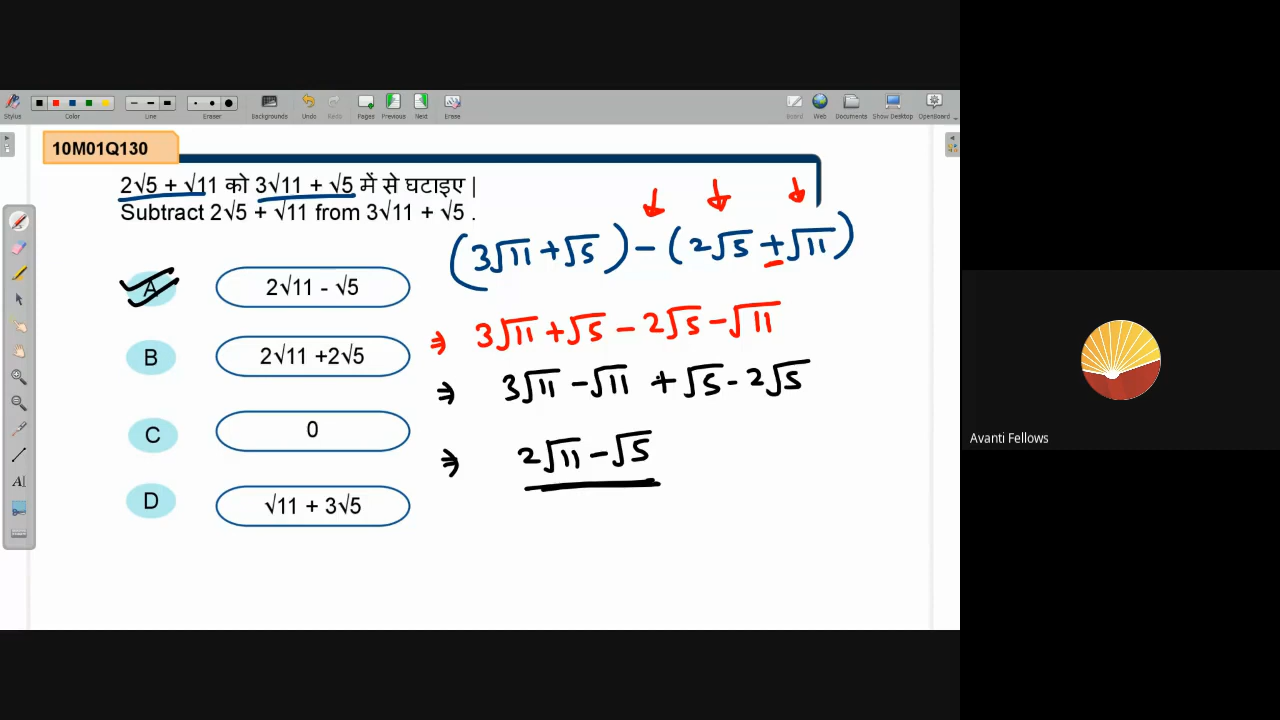 Stylus Color Line Eraser Backgrounds Undo Redo Pages Previous Next Erase Board Web Documents Show Desktop OpenBoard
10M01Q130
2√5 + √11 को 3√11 + √5 में से घटाइए |
Subtract 2√5 + √11 from 3√11 + √5 .
(3√11 + √5) − (2√5 + √11)
A 2√11 - √5
⇒ 3√11 + √5 − 2√5 − √11
B 2√11 +2√5
⇒ 3√11 − √11 + √5 − 2√5
C 0
⇒ 2√11 − √5
D √11 + 3√5
Avanti Fellows